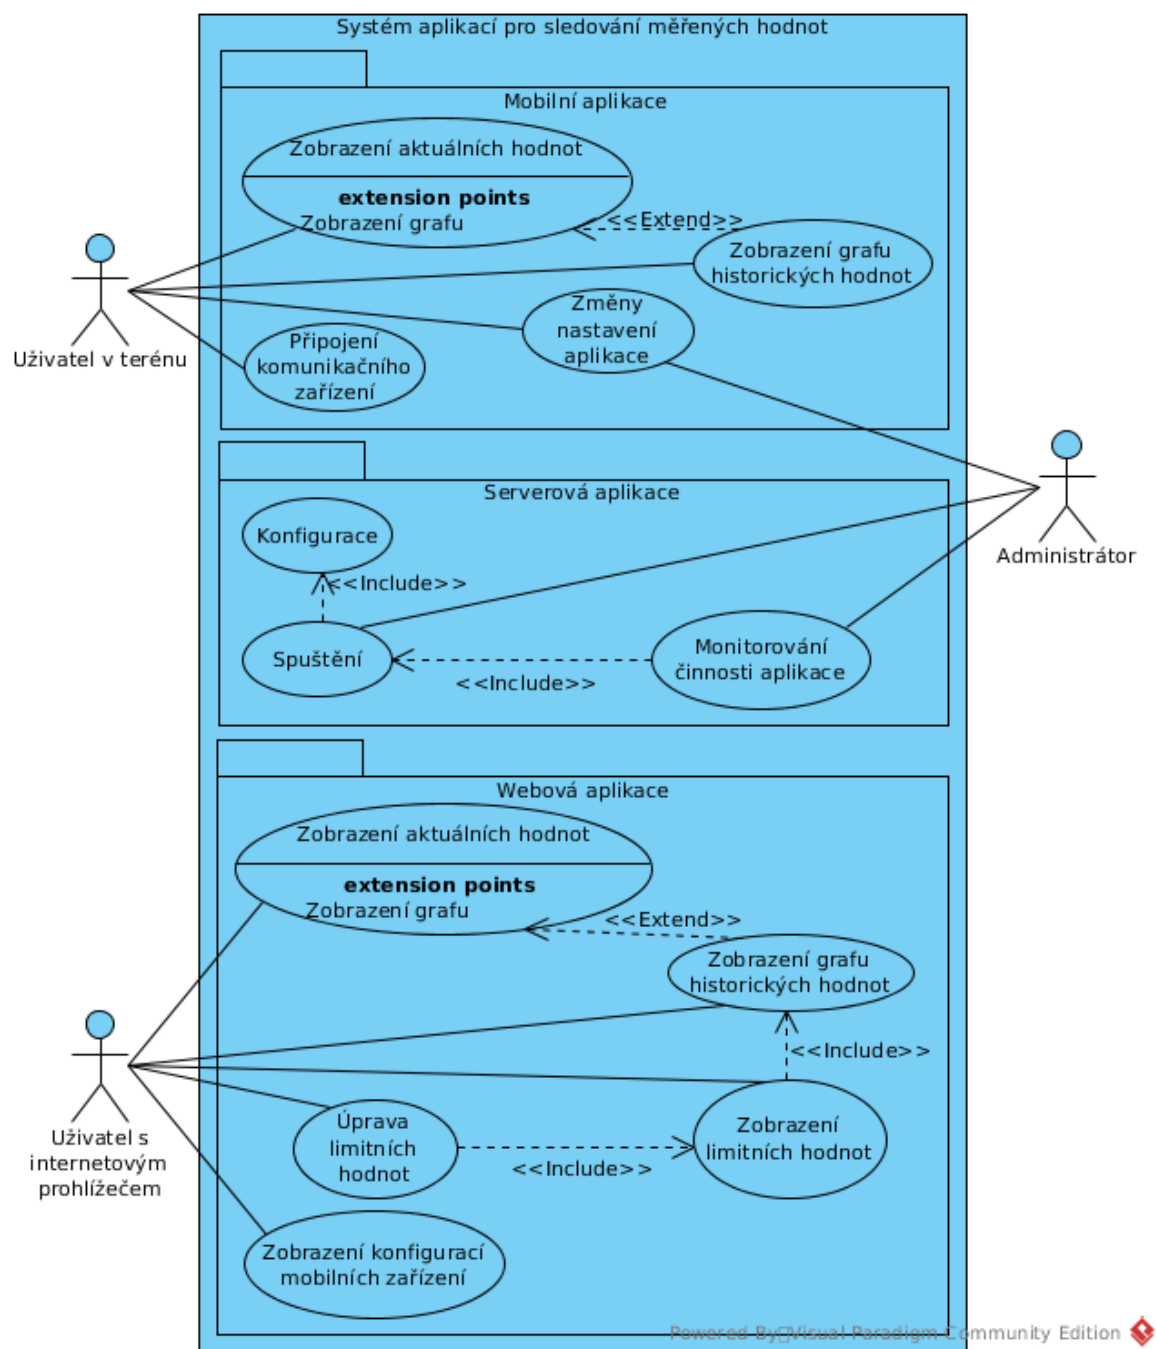 Systém aplikací pro sledování měřených hodnot
Mobilní aplikace
Zobrazení aktuálních hodnot
extension points
Zobrazení grafu
<<Extend>>
Zobrazení grafu
historických hodnot
Změny
nastavení
aplikace
Připojení
komunikačního
zařízení
Uživatel v terénu
Serverová aplikace
Konfigurace
<<Include>>
Spuštění
<<Include>>
Monitorování
činnosti aplikace
Administrátor
Webová aplikace
Zobrazení aktuálních hodnot
extension points
Zobrazení grafu
<<Extend>>
Zobrazení grafu
historických hodnot
<<Include>>
Zobrazení
limitních hodnot
Úprava
limitních
hodnot
<<Include>>
Uživatel s
internetovým
prohlížečem
Zobrazení konfigurací
mobilních zařízení
Powered By Visual Paradigm Community Edition